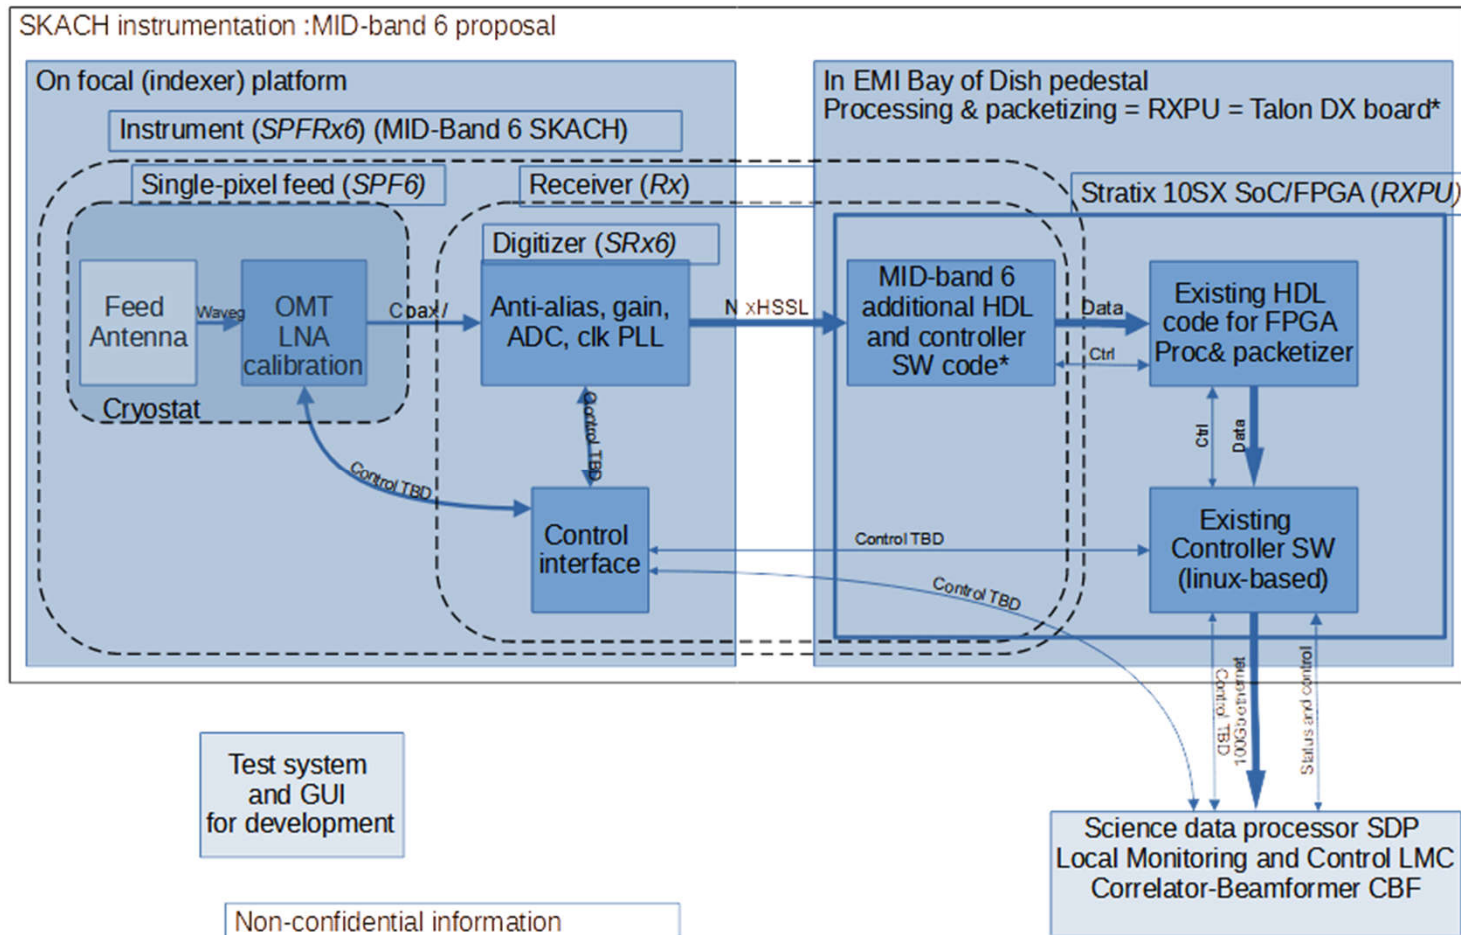 SKACH instrumentation :MID-band 6 proposal
On focal (indexer) platform
Instrument (SPFRx6) (MID-Band 6 SKACH)
Single-pixel feed (SPF6)
Receiver (Rx)
Digitizer (SRx6)
Feed
Antenna
Waveg
OMT
LNA
calibration
Cryostat
Coax /
Anti-alias, gain,
ADC, clk PLL
N xHSSL
Control TBD
Control TBD
Control
interface
In EMI Bay of Dish pedestal
Processing & packetizing = RXPU = Talon DX board*
Stratix 10SX SoC/FPGA (RXPU)
MID-band 6
additional HDL
and controller
SW code*
Data
Ctrl
Existing HDL
code for FPGA
Proc& packetizer
Ctrl
Data
Existing
Controller SW
(linux-based)
Control TBD
Control TBD
Control TBD
100Gb ethernet
Status and control
Test system
and GUI
for development
Science data processor SDP
Local Monitoring and Control LMC
Correlator-Beamformer CBF
Non-confidential information